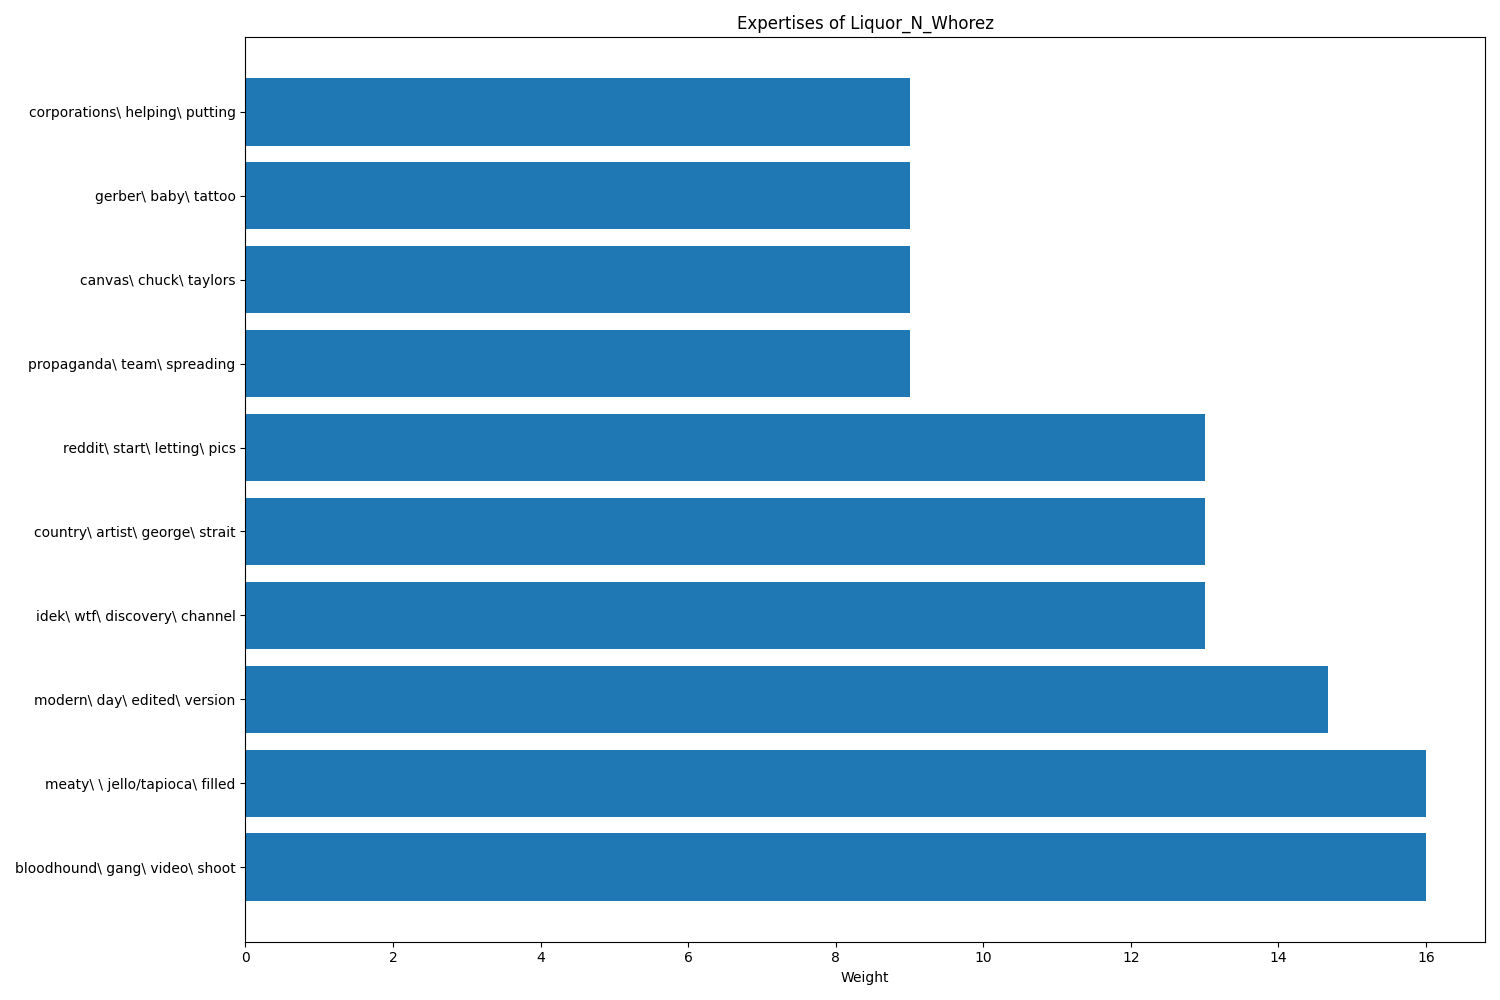 Expertises of Liquor_N_Whorez
corporations\ helping\ putting
gerber\ baby\ tattoo
canvas\ chuck\ taylors
propaganda\ team\ spreading
reddit\ start\ letting\ pics
country\ artist\ george\ strait
idek\ wtf\ discovery\ channel
modern\ day\ edited\ version
meaty\ \ jello/tapioca\ filled
bloodhound\ gang\ video\ shoot
0 2 4 6 8 10 12 14 16
Weight